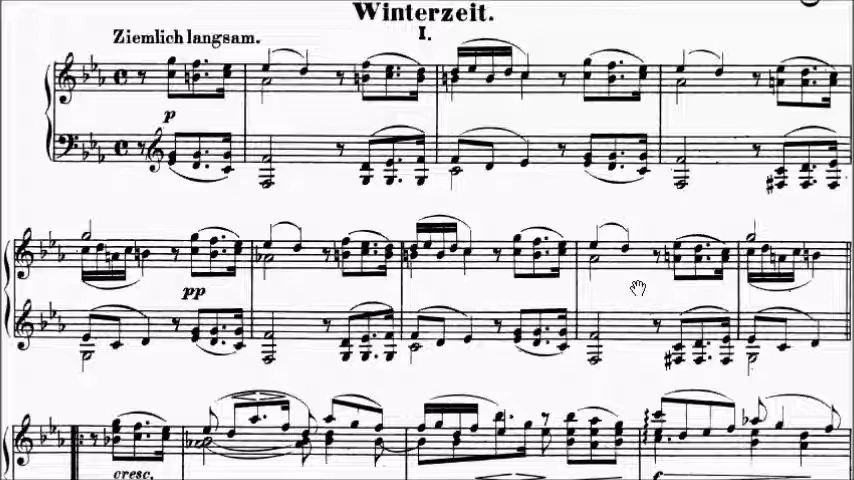 Winterzeit.
I.
Ziemlich langsam.
p
pp
cresc.
f